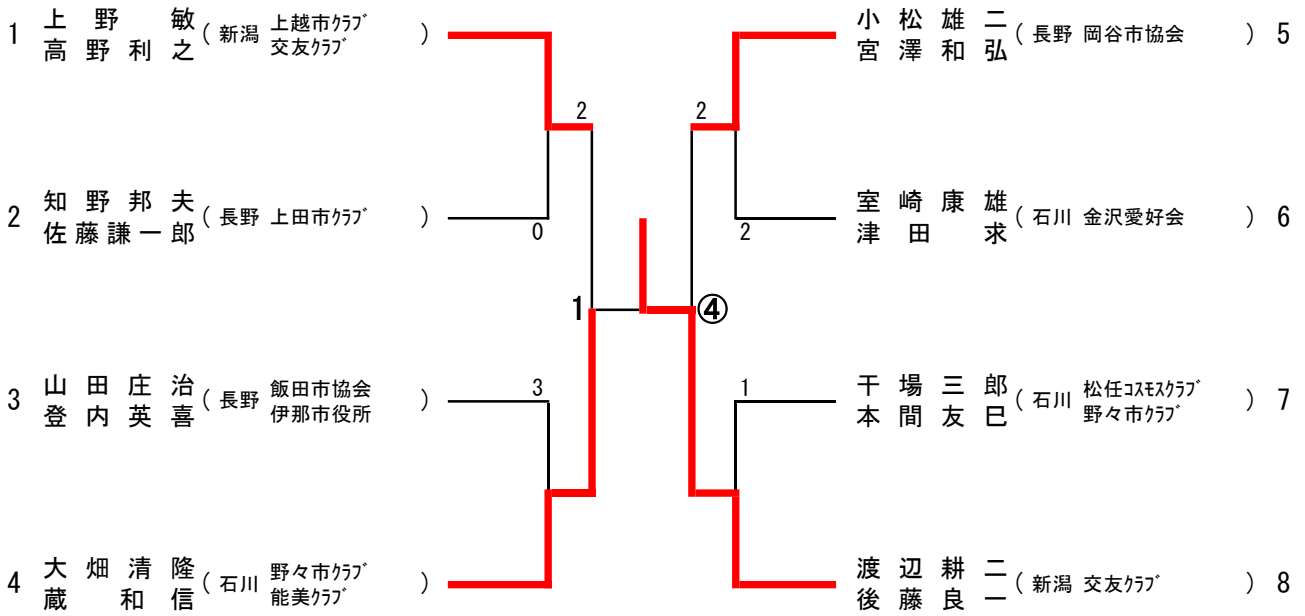 1 上野 敏 ( 新潟 上越市ｸﾗﾌﾞ )
高野利之 交友ｸﾗﾌﾞ
2
0
2 知野邦夫 ( 長野 上田市ｸﾗﾌﾞ )
佐藤謙一郎
1
3 山田庄治 ( 長野 飯田市協会 )
登内英喜 伊那市役所
3
4 大畑清隆 ( 石川 野々市ｸﾗﾌﾞ )
蔵 和信 能美ｸﾗﾌﾞ
小松雄二 ( 長野 岡谷市協会 ) 5
宮澤和弘
2
2
室崎康雄 ( 石川 金沢愛好会 ) 6
津田 求
④
干場三郎 ( 石川 松任ｺｽﾓｽｸﾗﾌﾞ ) 7
本間友巳 野々市ｸﾗﾌﾞ
1
渡辺耕二 ( 新潟 交友ｸﾗﾌﾞ ) 8
後藤良一